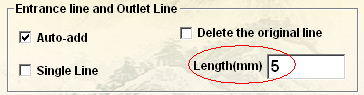 Entrance line and Outlet Line
Auto-add
Delete the original line
Single Line
Length(mm) 5